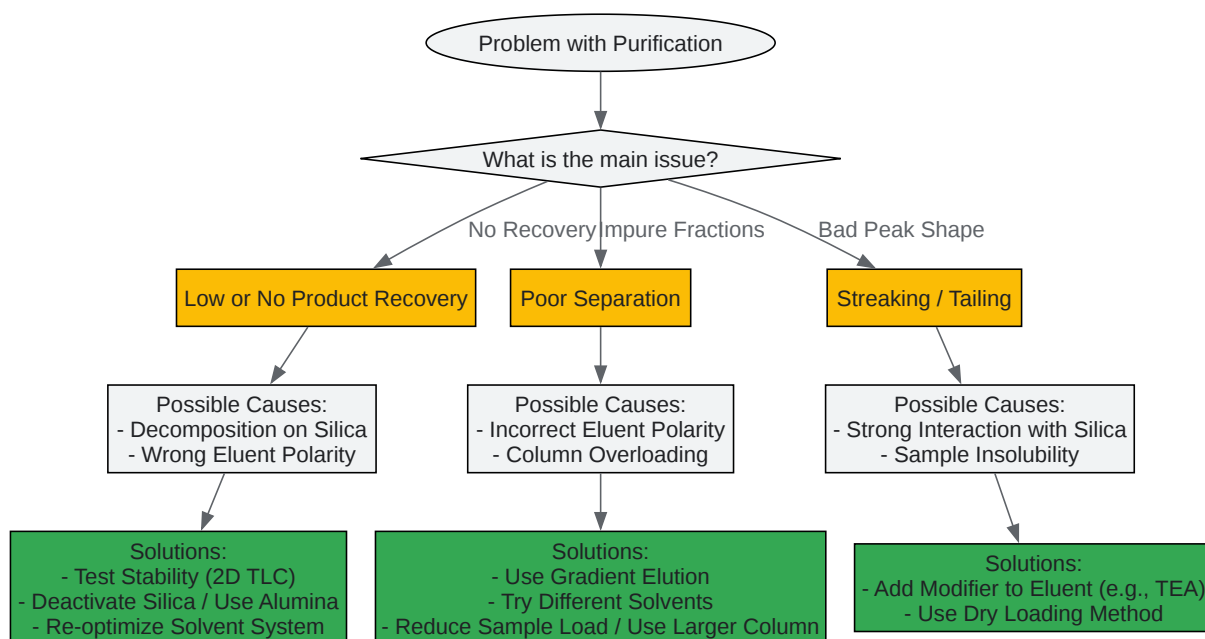 Problem with Purification
What is the main issue?
No Recovery
Impure Fractions
Bad Peak Shape
Low or No Product Recovery
Poor Separation
Streaking / Tailing
Possible Causes:
- Decomposition on Silica
- Wrong Eluent Polarity
Possible Causes:
- Incorrect Eluent Polarity
- Column Overloading
Possible Causes:
- Strong Interaction with Silica
- Sample Insolubility
Solutions:
- Test Stability (2D TLC)
- Deactivate Silica / Use Alumina
- Re-optimize Solvent System
Solutions:
- Use Gradient Elution
- Try Different Solvents
- Reduce Sample Load / Use Larger Column
Solutions:
- Add Modifier to Eluent (e.g., TEA)
- Use Dry Loading Method